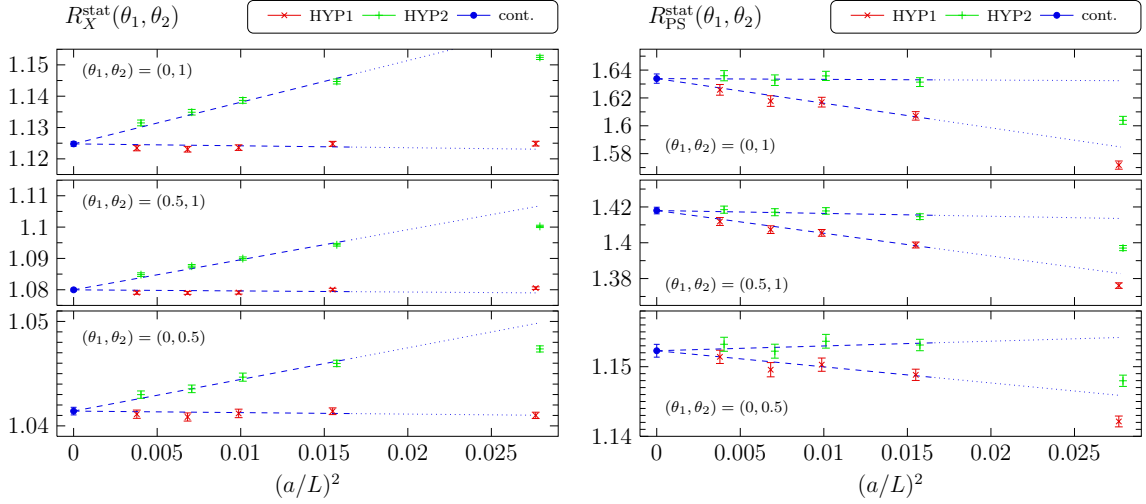 R_X^stat(θ₁, θ₂)
HYP1 HYP2 cont.
1.15
1.14
1.13
1.12
(θ₁, θ₂) = (0, 1)
1.11
1.1
1.09
1.08
(θ₁, θ₂) = (0.5, 1)
1.05
1.04
(θ₁, θ₂) = (0, 0.5)
0 0.005 0.01 0.015 0.02 0.025
(a/L)²
R_PS^stat(θ₁, θ₂)
HYP1 HYP2 cont.
1.64
1.62
1.6
1.58
(θ₁, θ₂) = (0, 1)
1.42
1.4
1.38
(θ₁, θ₂) = (0.5, 1)
1.15
1.14
(θ₁, θ₂) = (0, 0.5)
0 0.005 0.01 0.015 0.02 0.025
(a/L)²